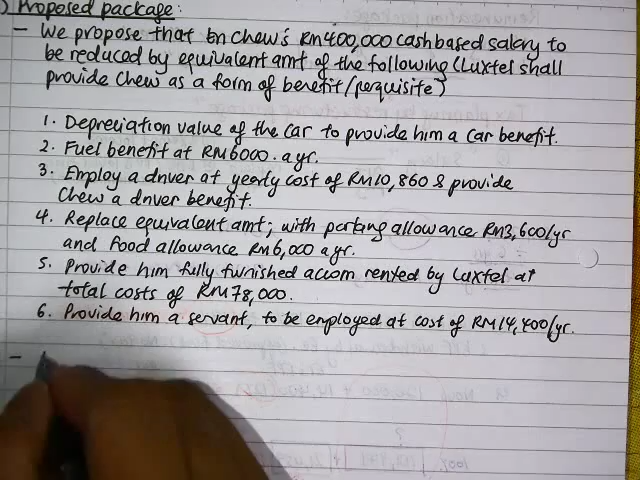 ) Proposed package:
- We propose that En Chew's RM400,000 cash based salary to
be reduced by equivalent amt of the following (Luxtel shall
provide Chew as a form of benefit/perquisite)
1. Depreciation value of the car to provide him a car benefit.
2. Fuel benefit at RM6000 a yr.
3. Employ a driver at yearly cost of RM10,860 & provide
Chew a driver benefit.
4. Replace equivalent amt; with parking allowance RM3,600/yr
and food allowance RM6,000 a yr.
5. Provide him fully furnished accom rented by Luxtel at
total costs of RM78,000.
6. Provide him a servant, to be employed at cost of RM14,400/yr.
-